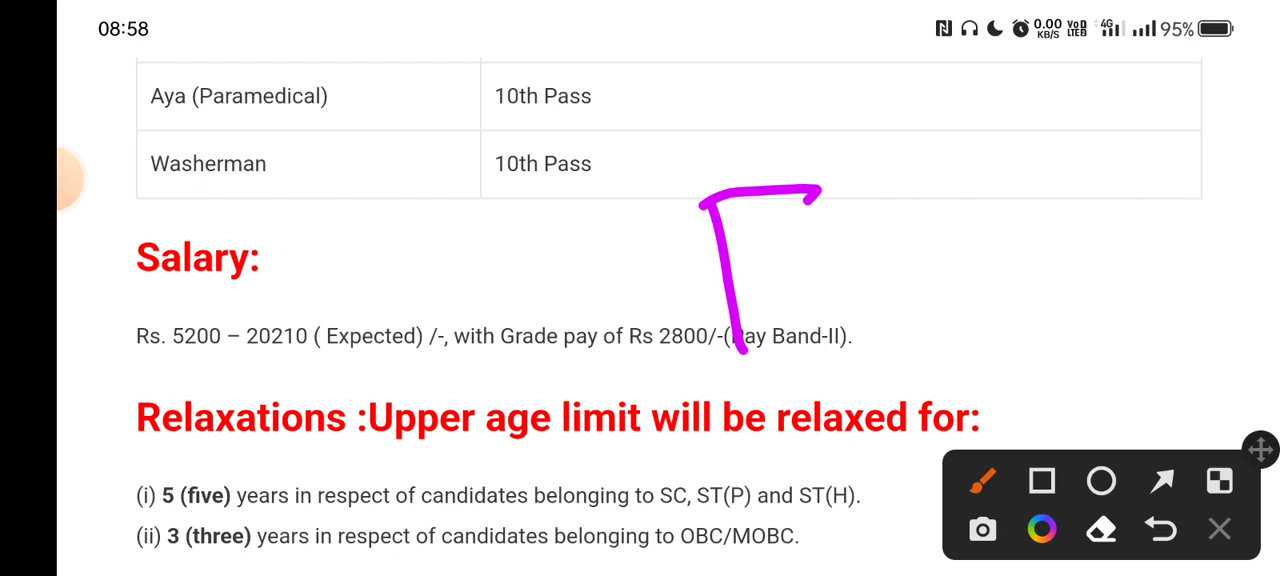 08:58 0.00 KB/S VoD LTE 4G 95%
Aya (Paramedical) 10th Pass
Washerman 10th Pass
Salary:
Rs. 5200 – 20210 ( Expected) /-, with Grade pay of Rs 2800/-(Pay Band-II).
Relaxations :Upper age limit will be relaxed for:
(i) 5 (five) years in respect of candidates belonging to SC, ST(P) and ST(H).
(ii) 3 (three) years in respect of candidates belonging to OBC/MOBC.